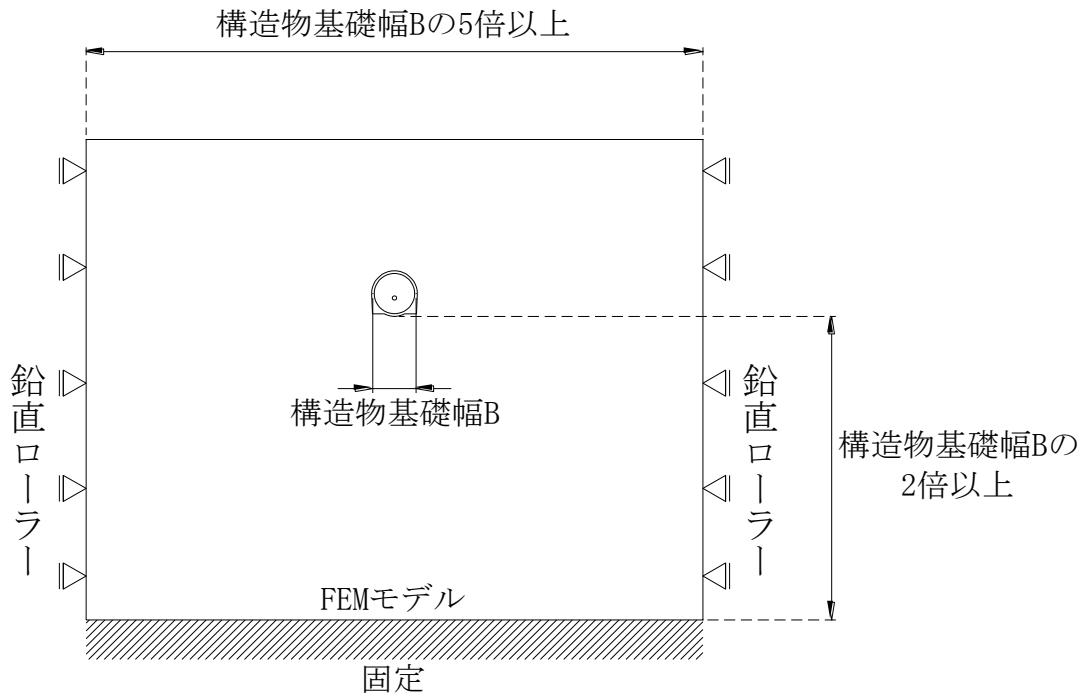 構造物基礎幅Bの5倍以上
鉛直ローラー
構造物基礎幅B
鉛直ローラー
構造物基礎幅Bの
2倍以上
FEMモデル
固定